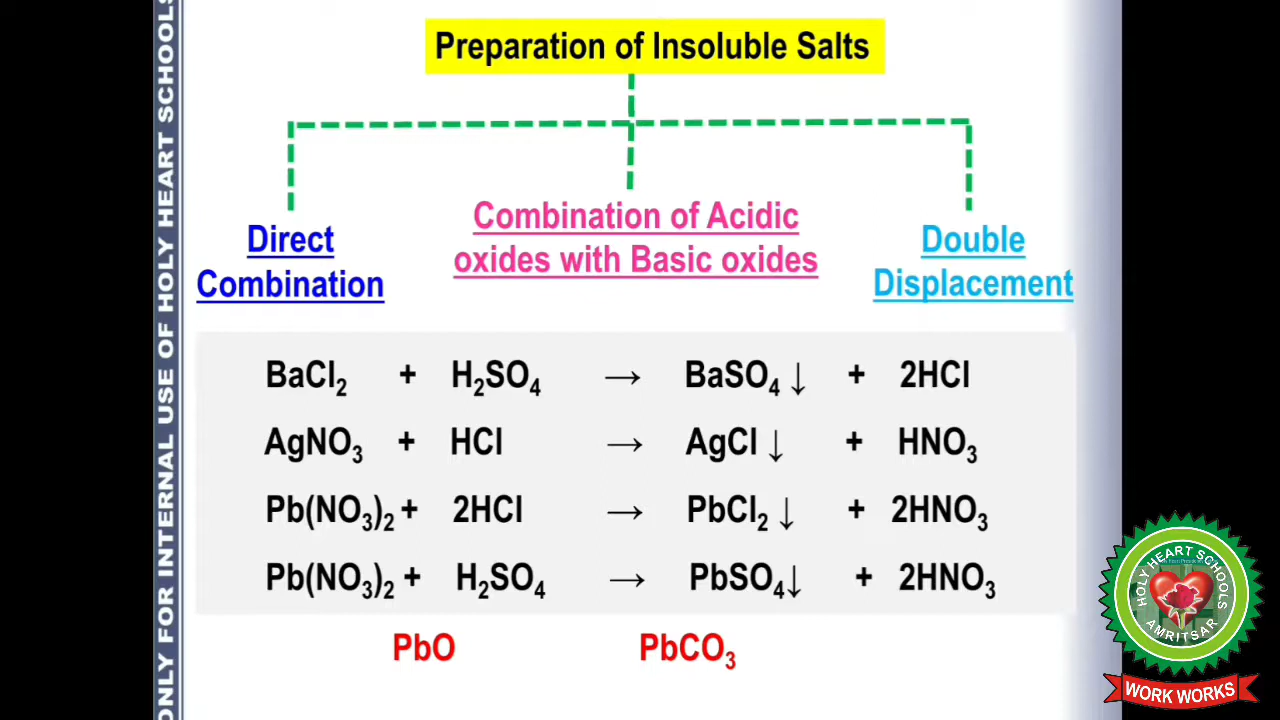 ONLY FOR INTERNAL USE OF HOLY HEART SCHOOLS
Preparation of Insoluble Salts
Direct
Combination
Combination of Acidic
oxides with Basic oxides
Double
Displacement
BaCl₂ + H₂SO₄ → BaSO₄ ↓ + 2HCl
AgNO₃ + HCl → AgCl ↓ + HNO₃
Pb(NO₃)₂ + 2HCl → PbCl₂ ↓ + 2HNO₃
Pb(NO₃)₂ + H₂SO₄ → PbSO₄↓ + 2HNO₃
PbO PbCO₃
HOLY HEART SCHOOLS
AMRITSAR
WORK WORKS